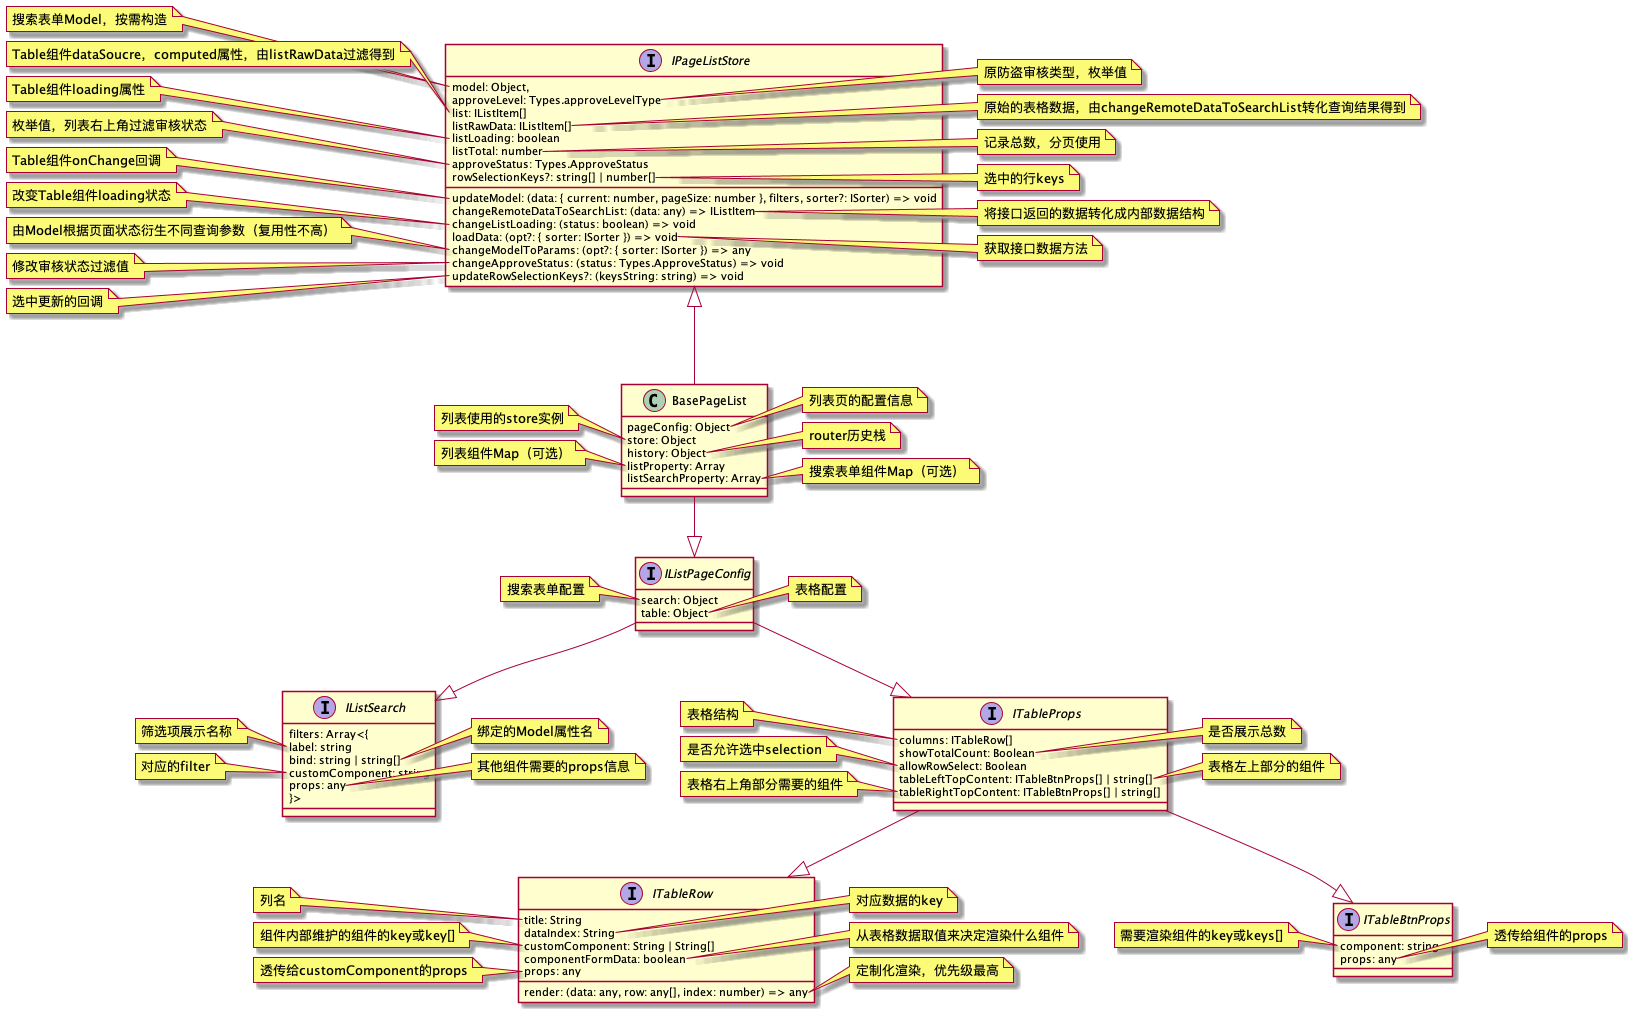 搜索表单Model，按需构造
Table组件dataSoucre，computed属性，由listRawData过滤得到
Table组件loading属性
枚举值，列表右上角过滤审核状态
Table组件onChange回调
改变Table组件loading状态
由Model根据页面状态衍生不同查询参数（复用性不高）
修改审核状态过滤值
选中更新的回调
I IPageListStore
model: Object,
approveLevel: Types.approveLevelType
list: IListItem[]
listRawData: IListItem[]
listLoading: boolean
listTotal: number
approveStatus: Types.ApproveStatus
rowSelectionKeys?: string[] | number[]
updateModel: (data: { current: number, pageSize: number }, filters, sorter?: ISorter) => void
changeRemoteDataToSearchList: (data: any) => IListItem
changeListLoading: (status: boolean) => void
loadData: (opt?: { sorter: ISorter }) => void
changeModelToParams: (opt?: { sorter: ISorter }) => any
changeApproveStatus: (status: Types.ApproveStatus) => void
updateRowSelectionKeys?: (keysString: string) => void
原防盗审核类型，枚举值
原始的表格数据，由changeRemoteDataToSearchList转化查询结果得到
记录总数，分页使用
选中的行keys
将接口返回的数据转化成内部数据结构
获取接口数据方法
列表使用的store实例
列表组件Map（可选）
C BasePageList
pageConfig: Object
store: Object
history: Object
listProperty: Array
listSearchProperty: Array
列表页的配置信息
router历史栈
搜索表单组件Map（可选）
搜索表单配置
I IListPageConfig
search: Object
table: Object
表格配置
筛选项展示名称
对应的filter
I IListSearch
filters: Array<{
label: string
bind: string | string[]
customComponent: string
props: any
}>
绑定的Model属性名
其他组件需要的props信息
表格结构
是否允许选中selection
表格右上角部分需要的组件
I ITableProps
columns: ITableRow[]
showTotalCount: Boolean
allowRowSelect: Boolean
tableLeftTopContent: ITableBtnProps[] | string[]
tableRightTopContent: ITableBtnProps[] | string[]
是否展示总数
表格左上部分的组件
列名
组件内部维护的组件的key或key[]
透传给customComponent的props
I ITableRow
title: String
dataIndex: String
customComponent: String | String[]
componentFormData: boolean
props: any
render: (data: any, row: any[], index: number) => any
对应数据的key
从表格数据取值来决定渲染什么组件
定制化渲染，优先级最高
需要渲染组件的key或keys[]
I ITableBtnProps
component: string
props: any
透传给组件的props